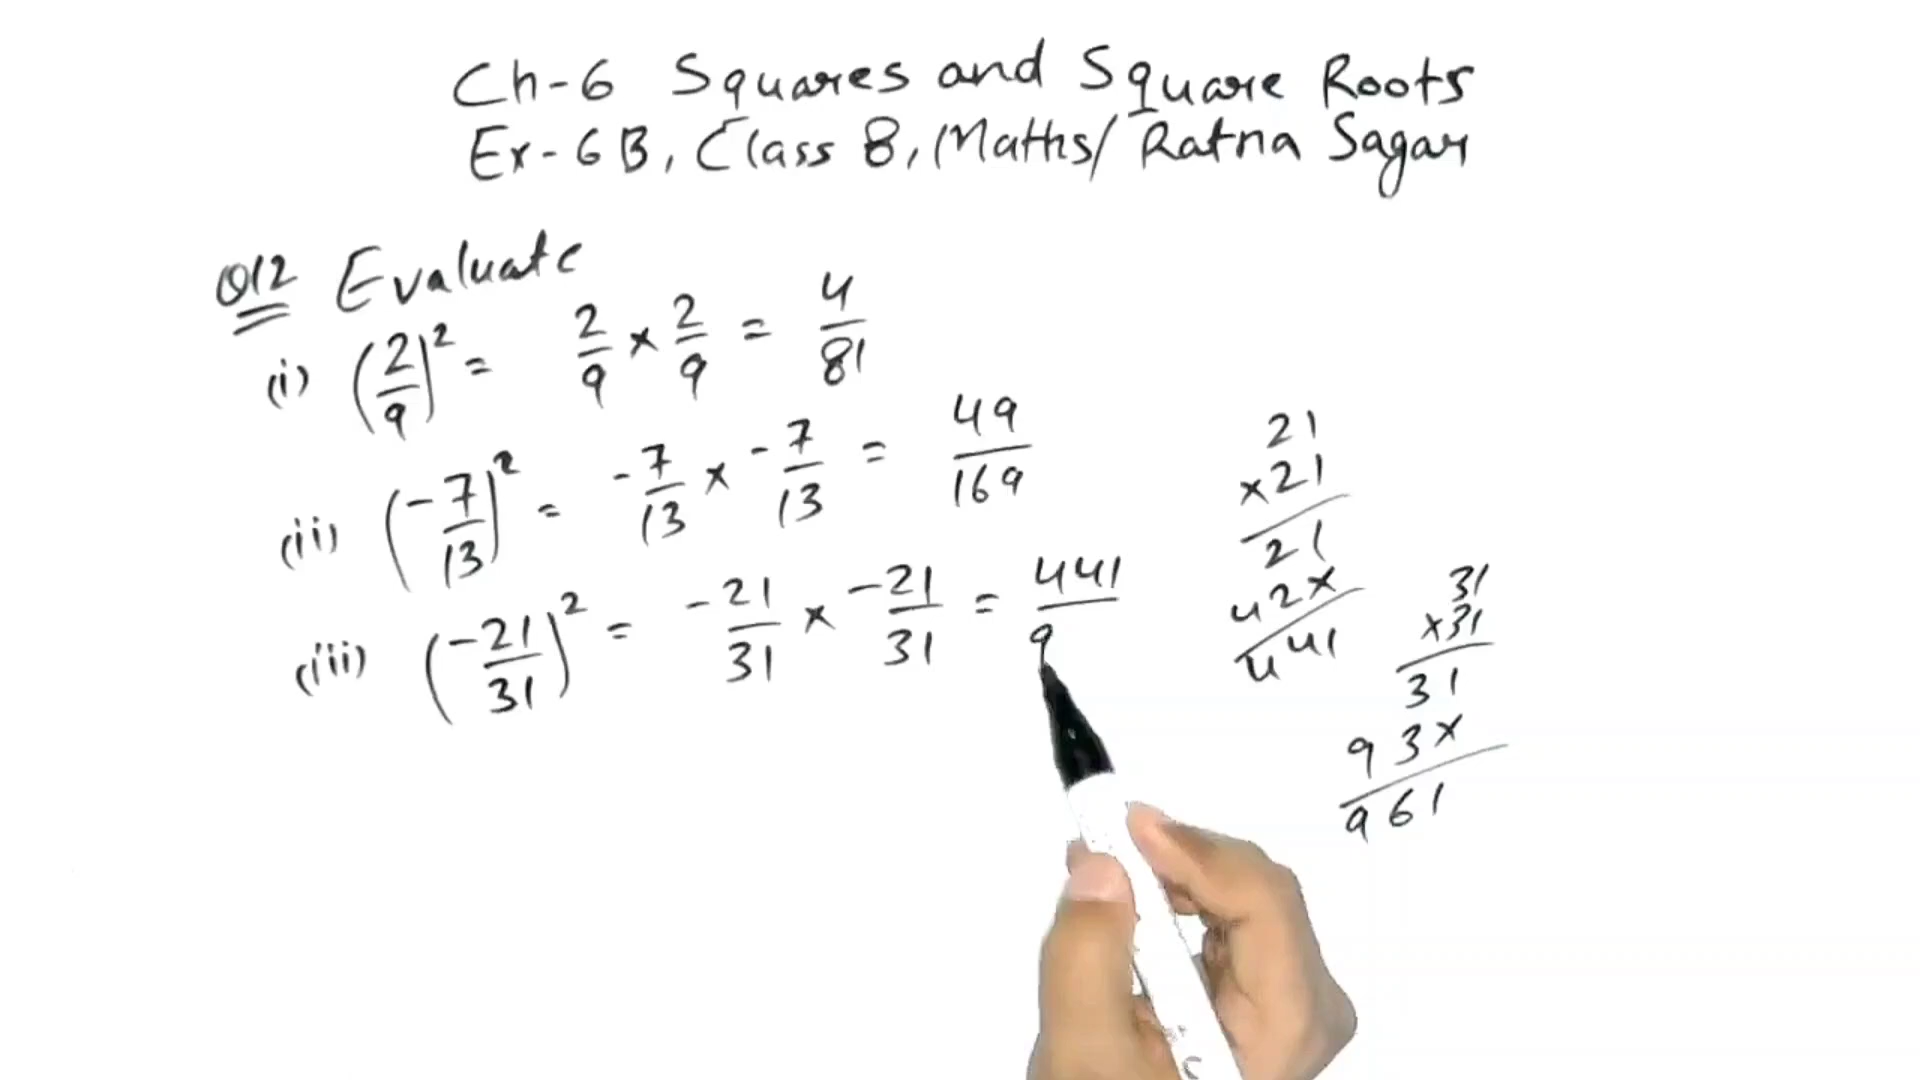 Ch-6 Squares and Square Roots
Ex-6B, Class 8, Maths/ Ratna Sagar
Q12 Evaluate
(i) (2/9)² = 2/9 × 2/9 = 4/81
(ii) (-7/13)² = -7/13 × -7/13 = 49/169
(iii) (-21/31)² = -21/31 × -21/31 = 441/9
21
×21
21
42×
441
31
×31
31
93×
961